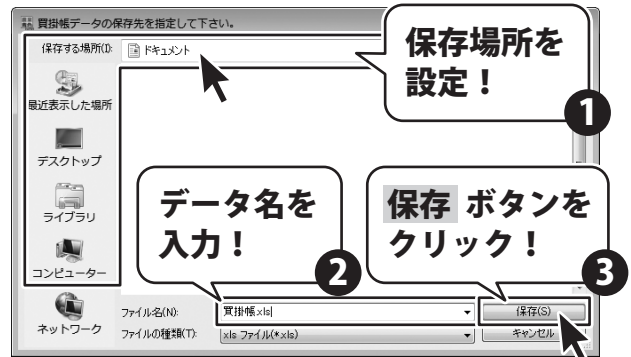 買掛帳データの保存先を指定して下さい。
保存する場所(I):
ドキュメント
保存場所を
設定！
1
最近表示した場所
デスクトップ
ライブラリ
コンピューター
ネットワーク
データ名を
入力！
2
保存 ボタンを
クリック！
3
ファイル名(N):
買掛帳.xls
保存(S)
ファイルの種類(T):
xls ファイル(*.xls)
キャンセル